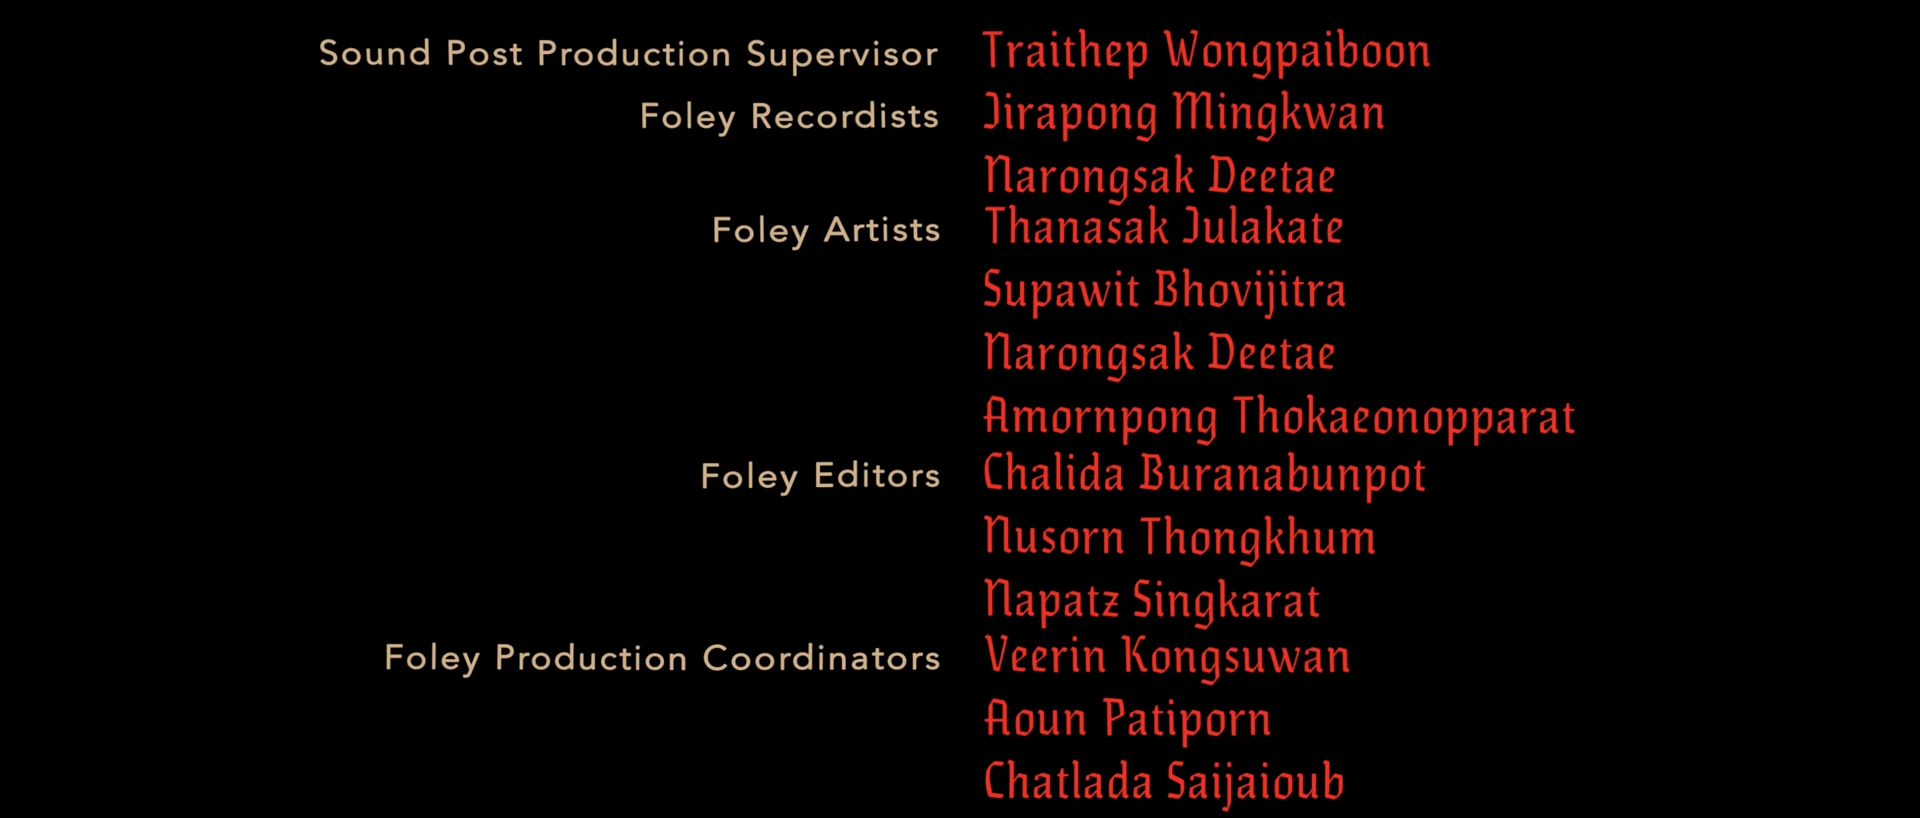 Sound Post Production Supervisor Traithep Wongpaiboon
Foley Recordists Jirapong Mingkwan
Narongsak Deetae
Foley Artists Thanasak Julakate
Supawit Bhovijitra
Narongsak Deetae
Amornpong Thokaeonopparat
Foley Editors Chalida Buranabunpot
Nusorn Thongkhum
Napatz Singkarat
Foley Production Coordinators Veerin Kongsuwan
Aoun Patiporn
Chatlada Saijaioub